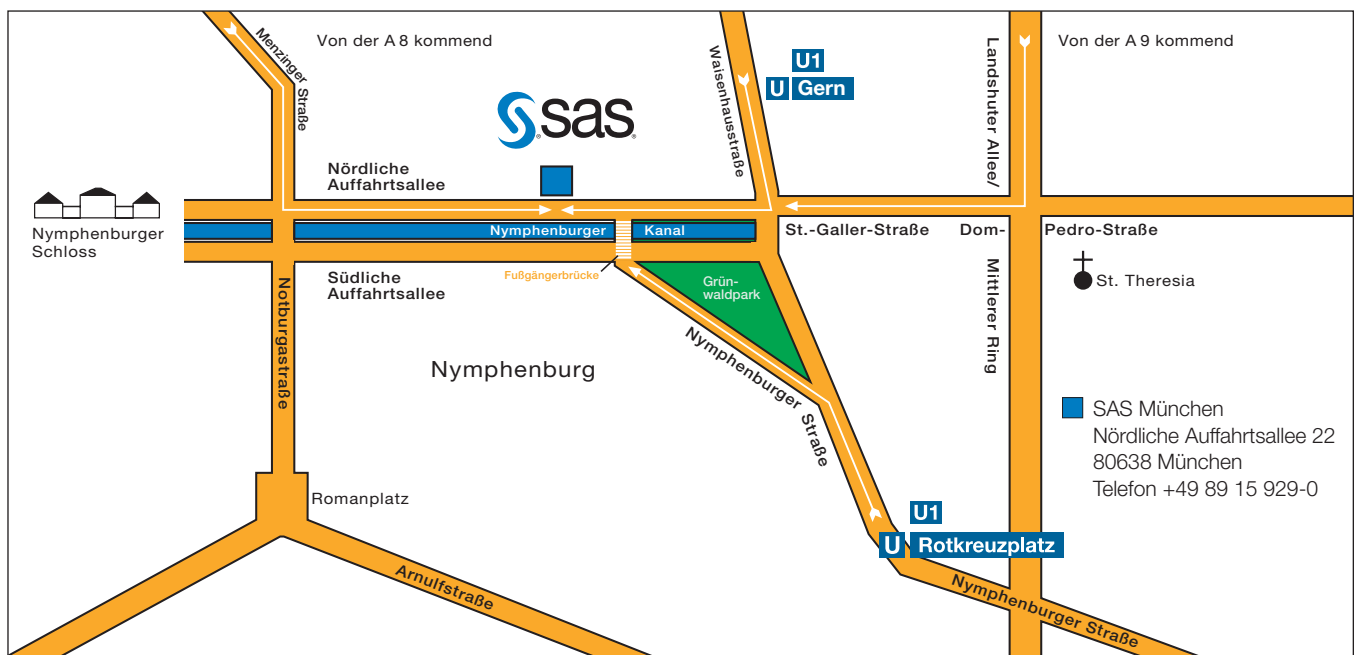 Von der A 8 kommend
Von der A 9 kommend
Menzinger
Straße
Waisenhausstraße
U1
U Gern
Landshuter Allee/
sas
Nördliche
Auffahrtsallee
Nymphenburger
Schloss
Nymphenburger Kanal
St.-Galler-Straße
Dom-
Pedro-Straße
Fußgängerbrücke
Südliche
Auffahrtsallee
Grün-
waldpark
Mittlerer Ring
St. Theresia
Notburgastraße
Nymphenburg
Nymphenburger
Straße
SAS München
Nördliche Auffahrtsallee 22
80638 München
Telefon +49 89 15 929-0
Romanplatz
U1
U Rotkreuzplatz
Arnulfstraße
Nymphenburger Straße